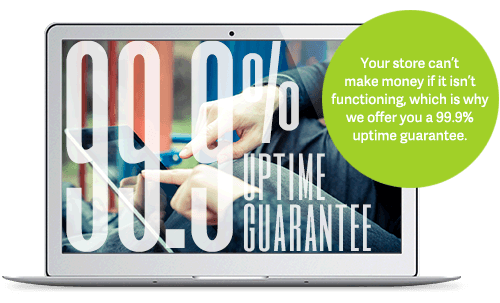 99.9%
UPTIME
GUARANTEE
Your store can't
make money if it isn't
functioning, which is why
we offer you a 99.9%
uptime guarantee.